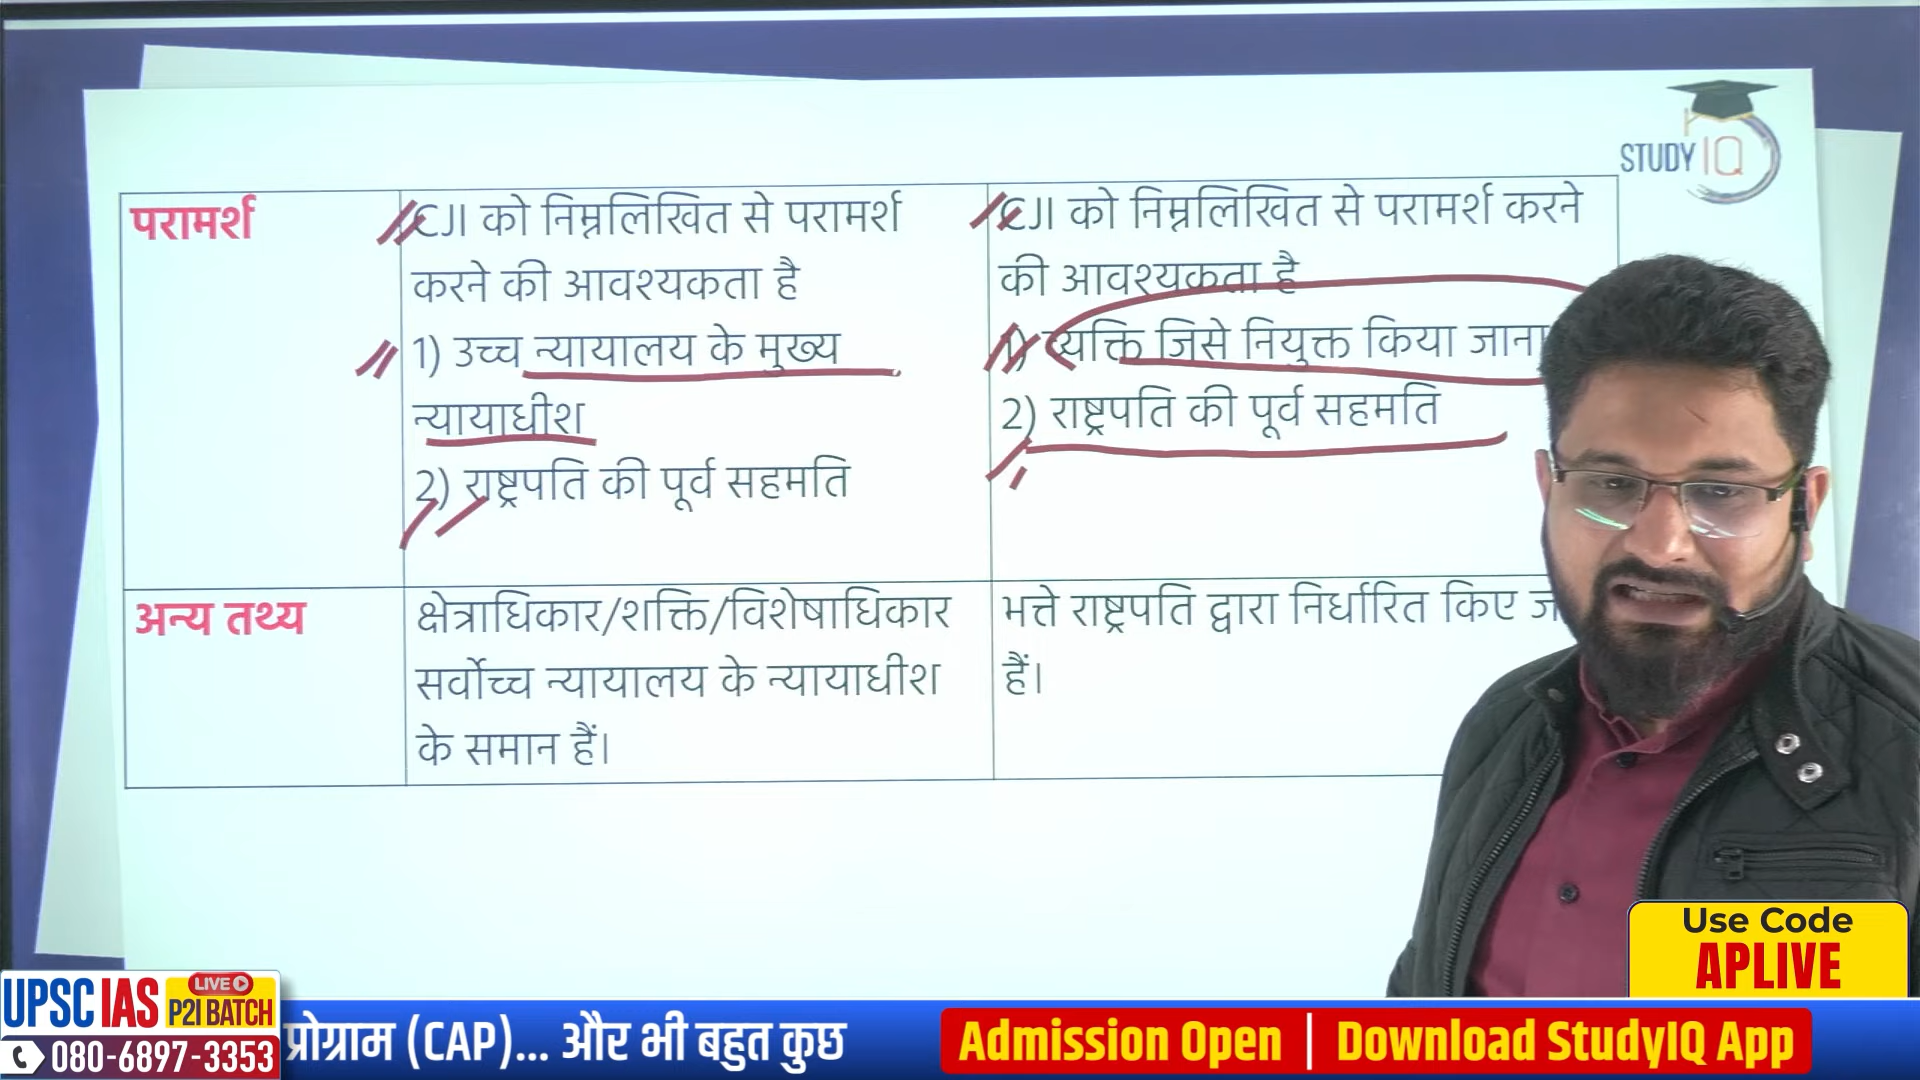 STUDY IQ
परामर्श
CJI को निम्नलिखित से परामर्श
करने की आवश्यकता है
1) उच्च न्यायालय के मुख्य
न्यायाधीश
2) राष्ट्रपति की पूर्व सहमति
CJI को निम्नलिखित से परामर्श करने
की आवश्यकता है
1) व्यक्ति जिसे नियुक्त किया जाना
2) राष्ट्रपति की पूर्व सहमति
अन्य तथ्य
क्षेत्राधिकार/शक्ति/विशेषाधिकार
सर्वोच्च न्यायालय के न्यायाधीश
के समान हैं।
भत्ते राष्ट्रपति द्वारा निर्धारित किए
हैं।
Use Code
APLIVE
UPSC IAS LIVE P2I BATCH
080-6897-3353
प्रोग्राम (CAP)... और भी बहुत कुछ
Admission Open | Download StudyIQ App